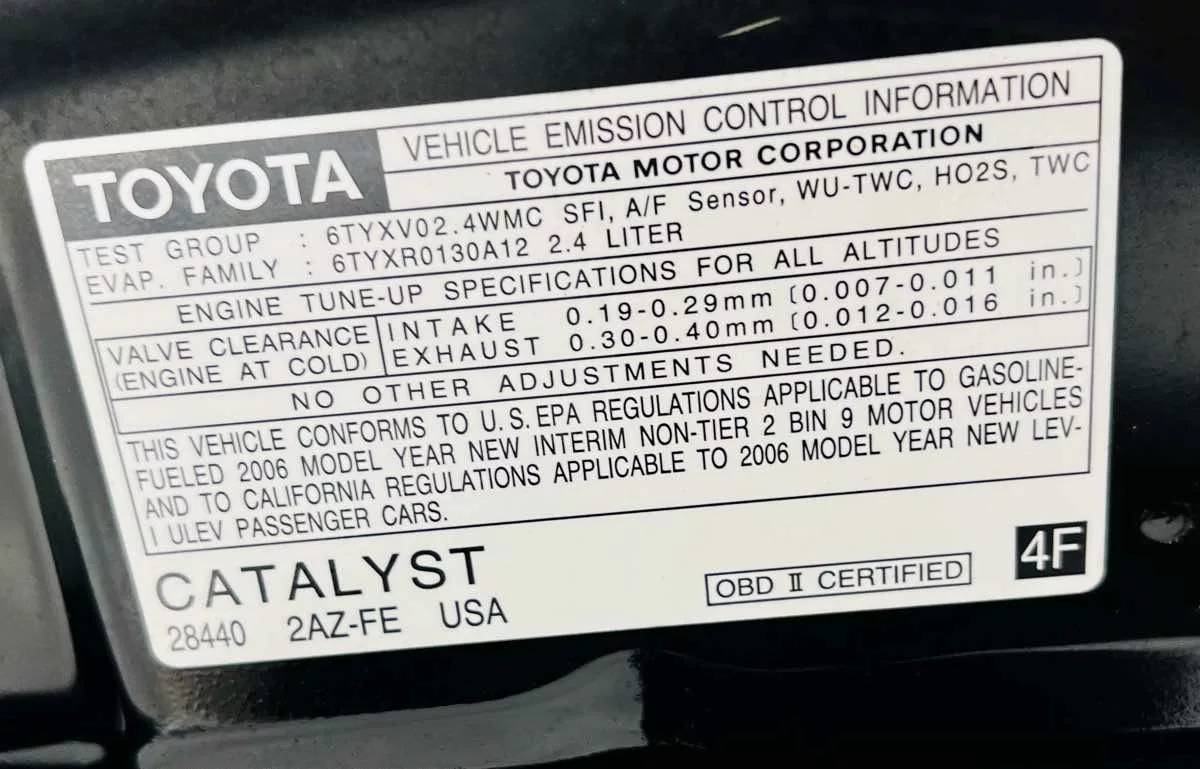 TOYOTA
VEHICLE EMISSION CONTROL INFORMATION
TOYOTA MOTOR CORPORATION
TEST GROUP : 6TYXV02.4WMC SFI, A/F Sensor, WU-TWC, HO2S, TWC
EVAP. FAMILY : 6TYXR0130A12 2.4 LITER
ENGINE TUNE-UP SPECIFICATIONS FOR ALL ALTITUDES
VALVE CLEARANCE INTAKE 0.19-0.29mm (0.007-0.011 in.)
(ENGINE AT COLD) EXHAUST 0.30-0.40mm (0.012-0.016 in.)
NO OTHER ADJUSTMENTS NEEDED.
THIS VEHICLE CONFORMS TO U.S. EPA REGULATIONS APPLICABLE TO GASOLINE-
FUELED 2006 MODEL YEAR NEW INTERIM NON-TIER 2 BIN 9 MOTOR VEHICLES
AND TO CALIFORNIA REGULATIONS APPLICABLE TO 2006 MODEL YEAR NEW LEV-
I ULEV PASSENGER CARS.
CATALYST
28440 2AZ-FE USA
OBD II CERTIFIED
4F